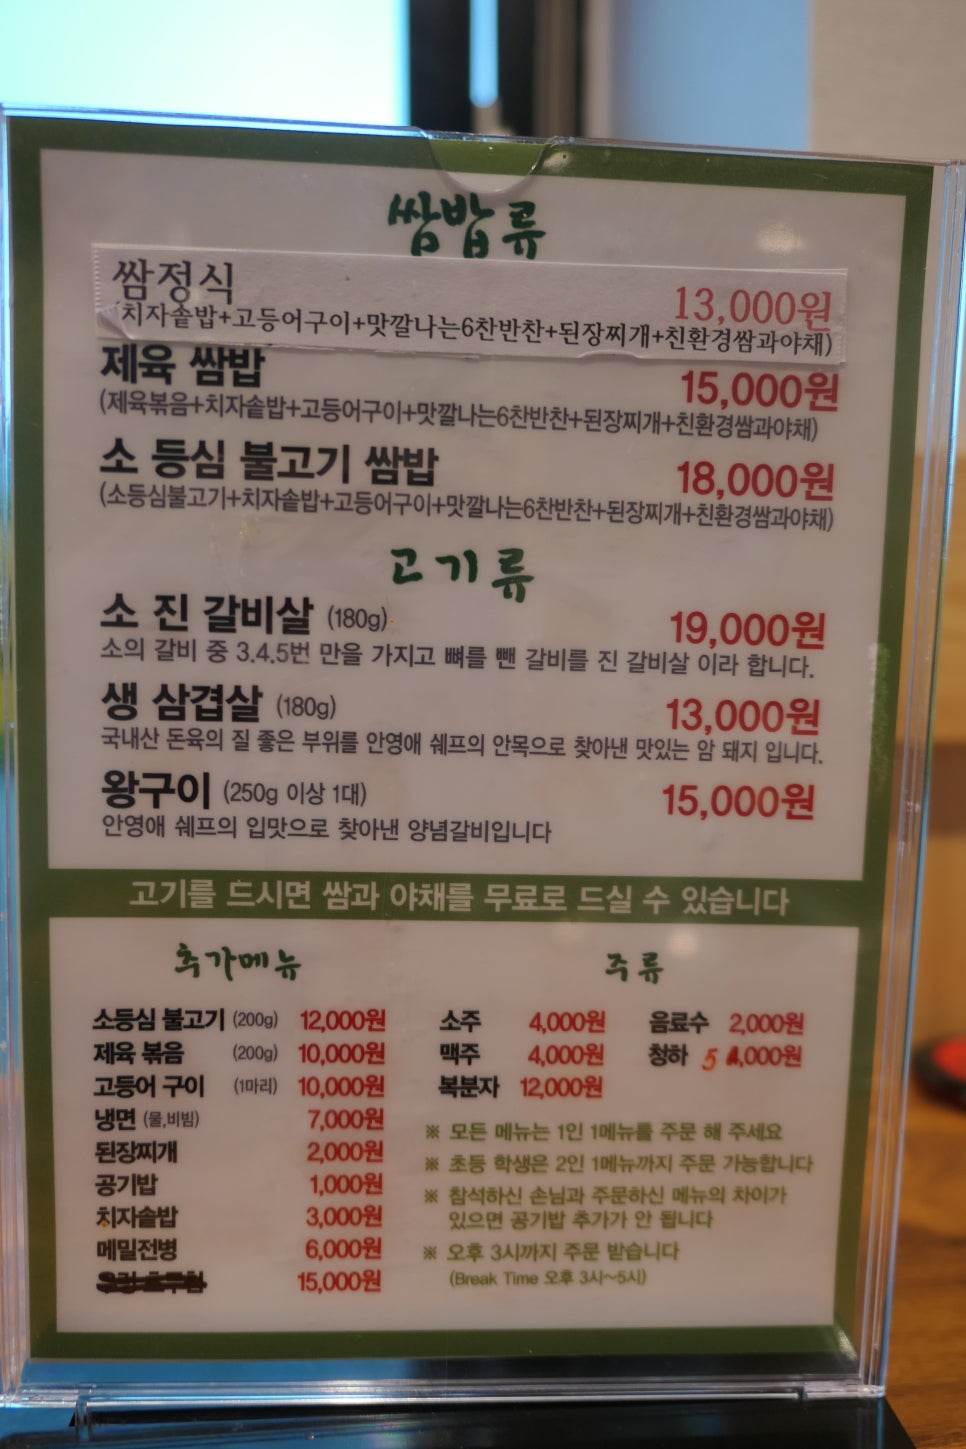 쌈밥류
쌈정식 13,000원
(치자솥밥+고등어구이+맛깔나는6찬반찬+된장찌개+친환경쌈과야채)
제육 쌈밥 15,000원
(제육볶음+치자솥밥+고등어구이+맛깔나는6찬반찬+된장찌개+친환경쌈과야채)
소 등심 불고기 쌈밥 18,000원
(소등심불고기+치자솥밥+고등어구이+맛깔나는6찬반찬+된장찌개+친환경쌈과야채)
고기류
소 진 갈비살 (180g) 19,000원
소의 갈비 중 3.4.5번 만을 가지고 뼈를 뺀 갈비를 진 갈비살 이라 합니다.
생 삼겹살 (180g) 13,000원
국내산 돈육의 질 좋은 부위를 안영애 쉐프의 안목으로 찾아낸 맛있는 암 돼지 입니다.
왕구이 (250g 이상 1대) 15,000원
안영애 쉐프의 입맛으로 찾아낸 양념갈비입니다
고기를 드시면 쌈과 야채를 무료로 드실 수 있습니다
추가메뉴
소등심 불고기 (200g) 12,000원
제육 볶음 (200g) 10,000원
고등어 구이 (1마리) 10,000원
냉면 (물,비빔) 7,000원
된장찌개 2,000원
공기밥 1,000원
치자솥밥 3,000원
메밀전병 6,000원
15,000원
주류
소주 4,000원 음료수 2,000원
맥주 4,000원 청하 5,000원
복분자 12,000원
※ 모든 메뉴는 1인 1메뉴를 주문 해 주세요
※ 초등 학생은 2인 1메뉴까지 주문 가능합니다
※ 참석하신 손님과 주문하신 메뉴의 차이가
있으면 공기밥 추가가 안 됩니다
※ 오후 3시까지 주문 받습니다
(Break Time 오후 3시~5시)